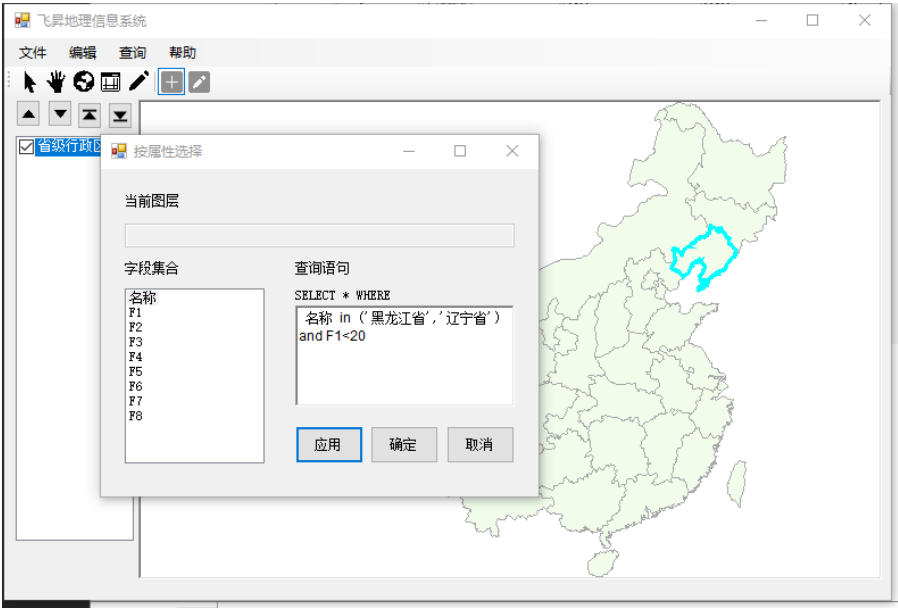 飞昇地理信息系统
文件 编辑 查询 帮助
省级行政区
按属性选择
当前图层
字段集合
名称
F1
F2
F3
F4
F5
F6
F7
F8
查询语句
SELECT * WHERE
名称 in ('黑龙江省','辽宁省')
and F1<20
应用 确定 取消